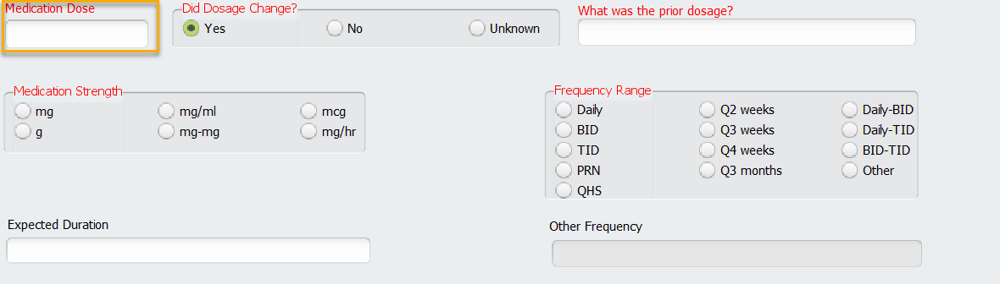 Medication Dose
Did Dosage Change?
What was the prior dosage?
Yes No Unknown
Medication Strength
mg mg/ml mcg
g mg-mg mg/hr
Frequency Range
Daily Q2 weeks Daily-BID
BID Q3 weeks Daily-TID
TID Q4 weeks BID-TID
PRN Q3 months Other
QHS
Expected Duration
Other Frequency